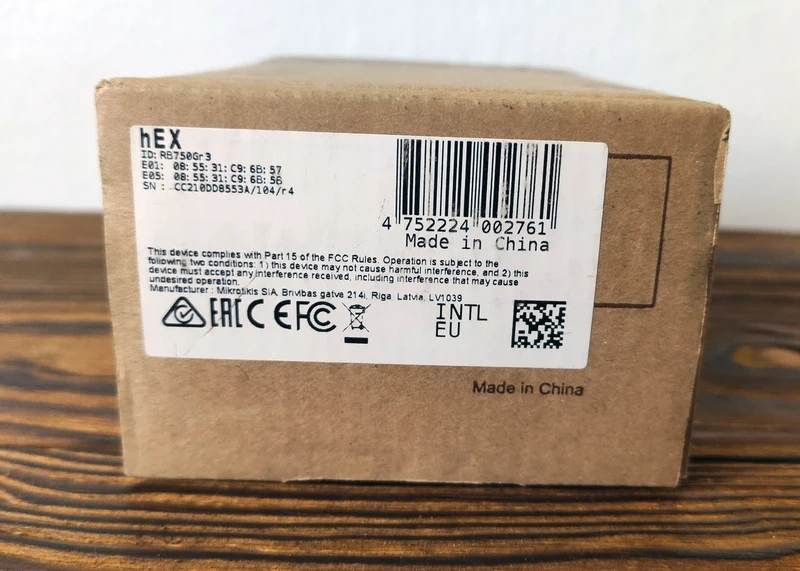 hEX
ID: RB750Gr3
E01: 08:55:31:C9:6B:57
E05: 08:55:31:C9:6B:5B
SN : CC210DD8553A/104/r4
4 752224 002761
Made in China
This device complies with Part 15 of the FCC Rules. Operation is subject to the
following two conditions: 1) this device may not cause harmful interference, and 2) this
device must accept any interference received, including interference that may cause
undesired operation.
Manufacturer : Mikrotikls SIA, Brivibas gatve 214i, Riga, Latvia, LV1039
EAC CE FC
INTL
EU
Made in China